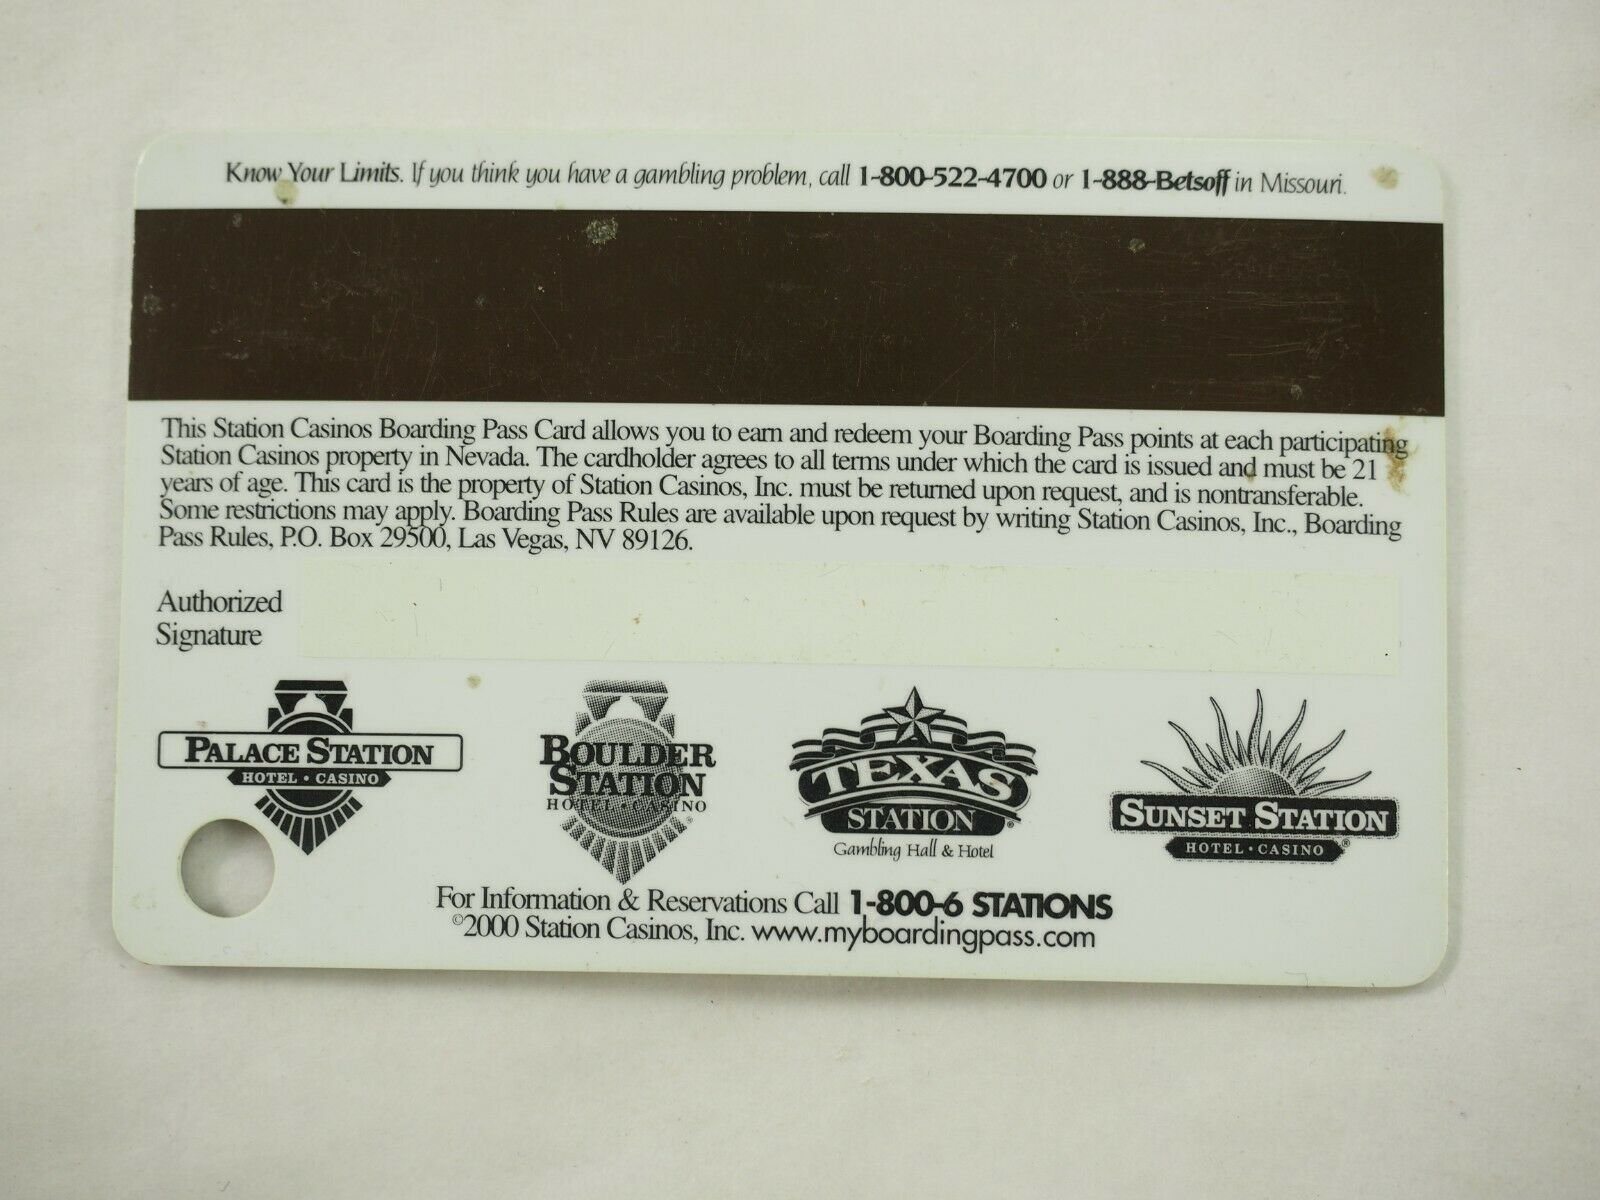 Know Your Limits. If you think you have a gambling problem, call 1-800-522-4700 or 1-888-Betsoff in Missouri.
This Station Casinos Boarding Pass Card allows you to earn and redeem your Boarding Pass points at each participating
Station Casinos property in Nevada. The cardholder agrees to all terms under which the card is issued and must be 21
years of age. This card is the property of Station Casinos, Inc. must be returned upon request, and is nontransferable.
Some restrictions may apply. Boarding Pass Rules are available upon request by writing Station Casinos, Inc., Boarding
Pass Rules, P.O. Box 29500, Las Vegas, NV 89126.
Authorized
Signature
PALACE STATION
HOTEL • CASINO
BOULDER
STATION
HOTEL • CASINO ®
TEXAS
STATION ®
Gambling Hall & Hotel
SUNSET STATION
HOTEL • CASINO ®
For Information & Reservations Call 1-800-6 STATIONS
©2000 Station Casinos, Inc. www.myboardingpass.com